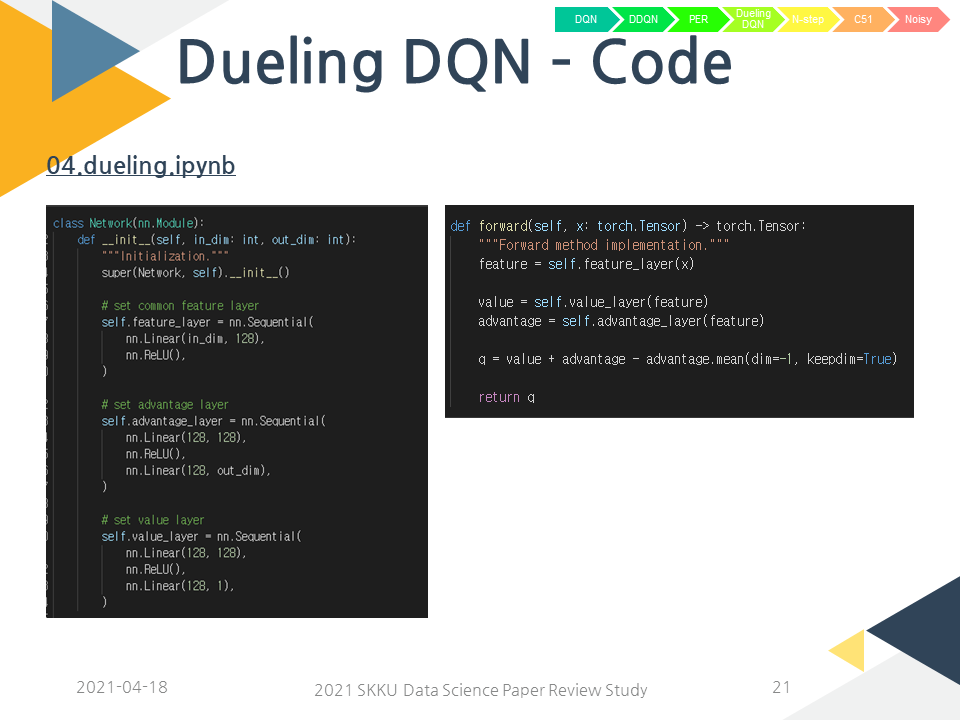 DQN
DDQN
PER
Dueling
DQN
N-step
C51
Noisy
Dueling DQN - Code
04.dueling.ipynb
class Network(nn.Module):
def __init__(self, in_dim: int, out_dim: int):
"""Initialization."""
super(Network, self).__init__()
# set common feature layer
self.feature_layer = nn.Sequential(
nn.Linear(in_dim, 128),
nn.ReLU(),
)
# set advantage layer
self.advantage_layer = nn.Sequential(
nn.Linear(128, 128),
nn.ReLU(),
nn.Linear(128, out_dim),
)
# set value layer
self.value_layer = nn.Sequential(
nn.Linear(128, 128),
nn.ReLU(),
nn.Linear(128, 1),
)
def forward(self, x: torch.Tensor) -> torch.Tensor:
"""Forward method implementation."""
feature = self.feature_layer(x)
value = self.value_layer(feature)
advantage = self.advantage_layer(feature)
q = value + advantage - advantage.mean(dim=-1, keepdim=True)
return q
2021-04-18
2021 SKKU Data Science Paper Review Study
21